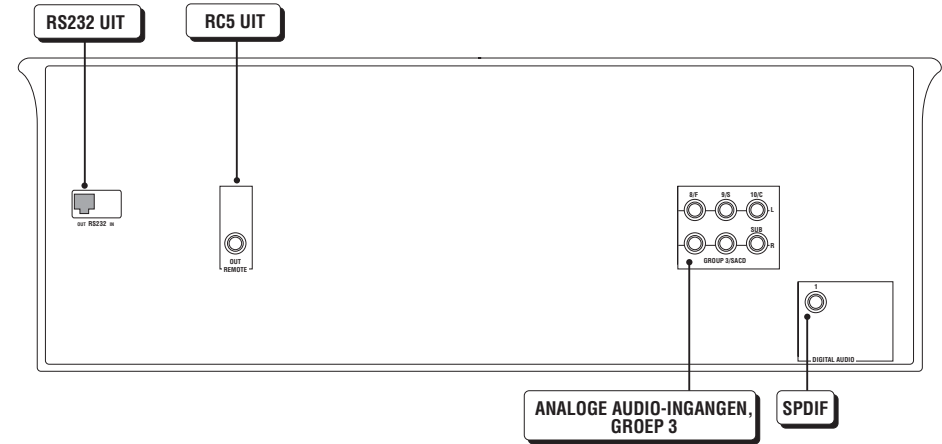 RS232 UIT
RC5 UIT
8/F 9/S 10/C
L
OUT RS232 IN
SUB
R
OUT
REMOTE
GROUP 3/SACD
1
DIGITAL AUDIO
ANALOGE AUDIO-INGANGEN,
GROEP 3
SPDIF